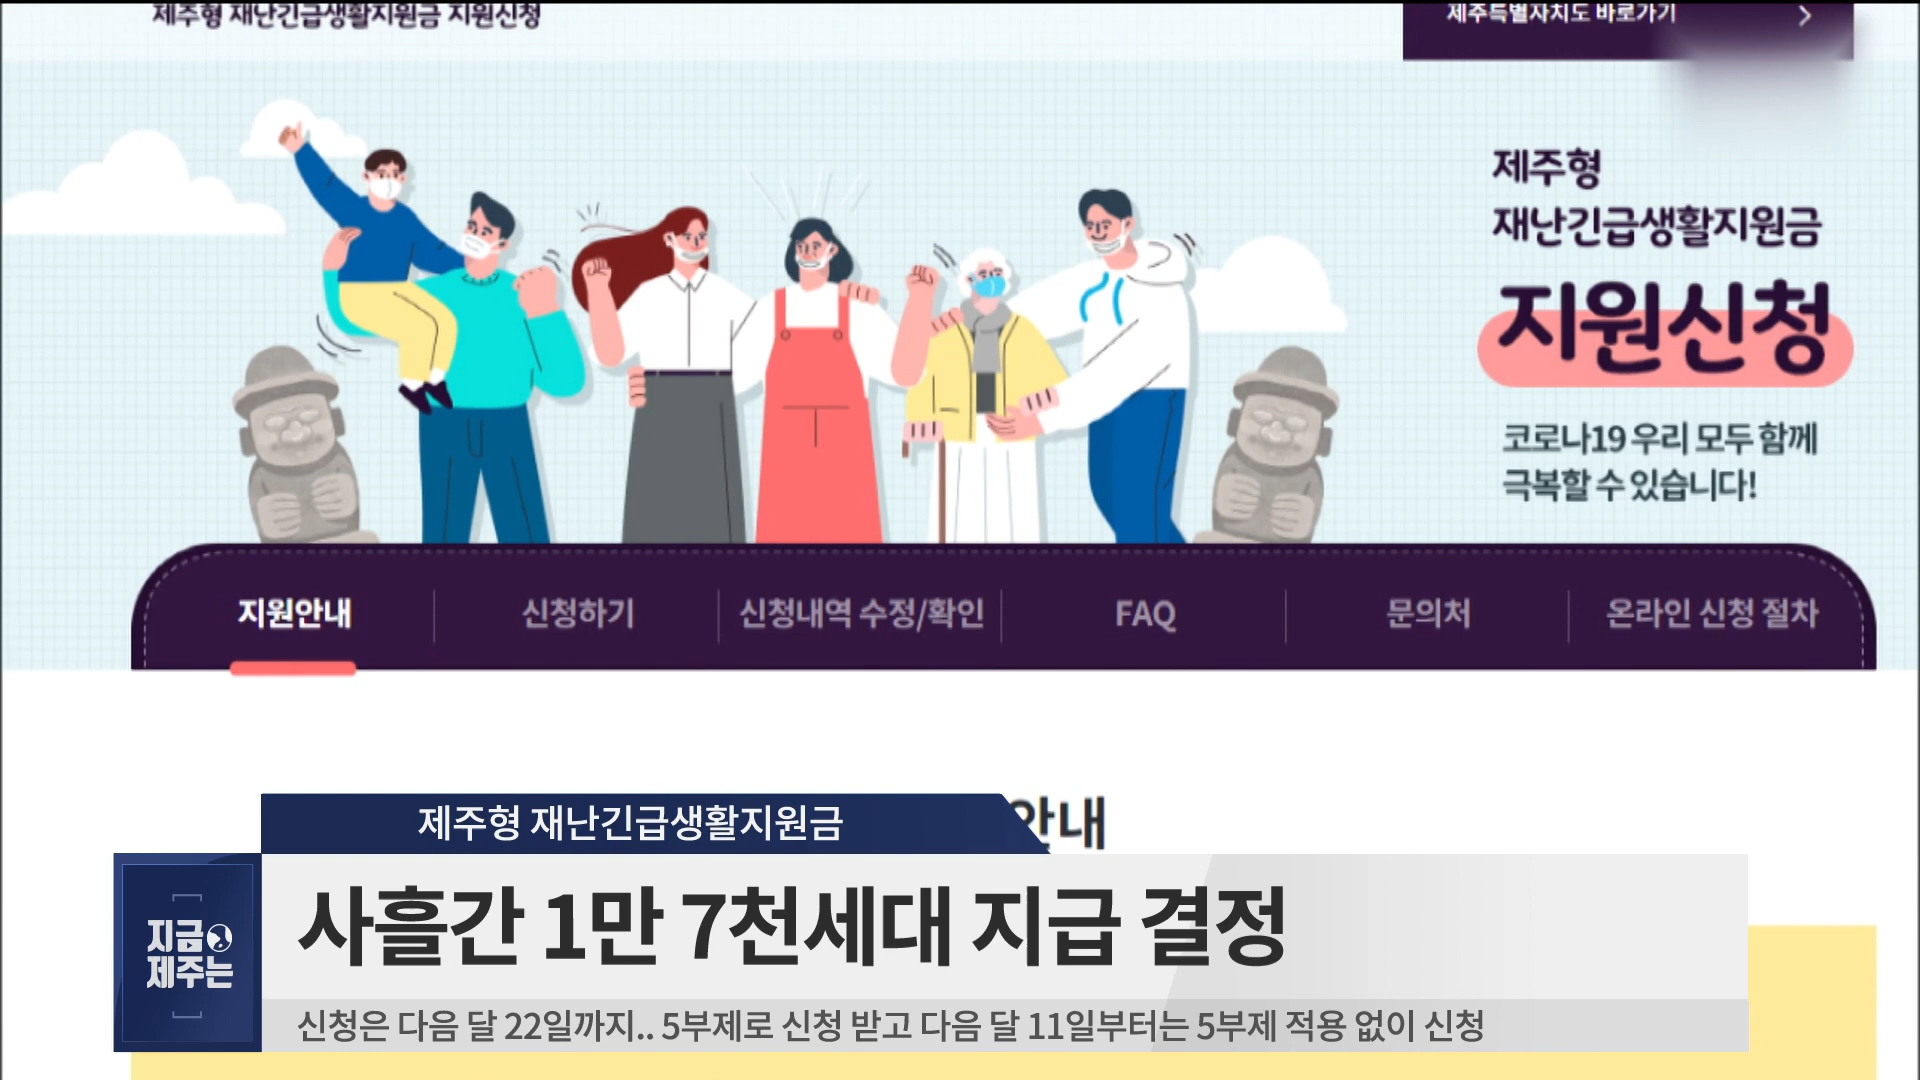 제주형 재난긴급생활지원금 지원신청
제주특별자치도 바로가기
제주형
재난긴급생활지원금
지원신청
코로나19 우리 모두 함께
극복할 수 있습니다!
지원안내
신청하기
신청내역 수정/확인
FAQ
문의처
온라인 신청 절차
안내
제주형 재난긴급생활지원금
지금
제주는
사흘간 1만 7천세대 지급 결정
신청은 다음 달 22일까지.. 5부제로 신청 받고 다음 달 11일부터는 5부제 적용 없이 신청